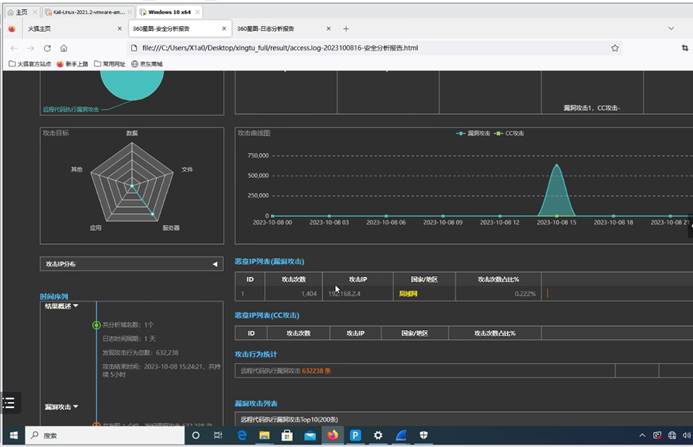 主页
Kali-Linux-2021.2-vmware-am...
Windows 10 x64
火狐主页
360星图-安全分析报告
360星图-日志分析报告
file:///C:/Users/X1a0/Desktop/xingtu_full/result/access.log-2023100816-安全分析报告.html
火狐官方站点
新手上路
常用网址
京东商城
远程代码执行漏洞攻击
漏洞攻击1，CC攻击-
攻击目标
数据
文件
服务器
应用
其他
攻击曲线图
漏洞攻击
CC攻击
750,000
500,000
250,000
0
2023-10-08 00
2023-10-08 03
2023-10-08 06
2023-10-08 09
2023-10-08 12
2023-10-08 15
2023-10-08 18
2023-10-08 21
攻击IP分布
恶意IP列表(漏洞攻击)
ID 攻击次数 攻击IP 国家/地区 攻击次数占比%
1 1,404 192.168.2.4 局域网 0.222%
时间序列
结果概述
共分析域名数：1个
日志时间周期：1 天
发现攻击行为总数：632,238
攻击结束时间：2023-10-08 15:24:21，共持
续 5小时
漏洞攻击
恶意IP列表(CC攻击)
ID 攻击次数 攻击IP 国家/地区 攻击次数占比%
攻击行为统计
远程代码执行漏洞攻击 632238 条
漏洞攻击列表
远程代码执行漏洞攻击Top10(200条)
搜索